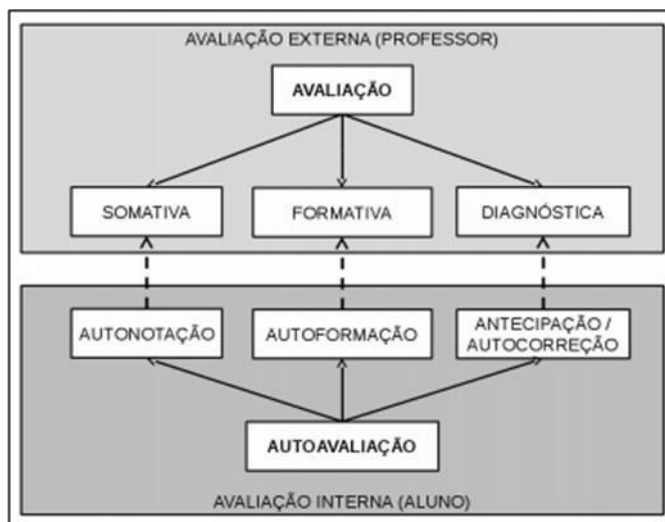 AVALIAÇÃO EXTERNA (PROFESSOR)
AVALIAÇÃO
SOMATIVA
FORMATIVA
DIAGNÓSTICA
AUTONOTAÇÃO
AUTOFORMAÇÃO
ANTECIPAÇÃO /
AUTOCORREÇÃO
AUTOAVALIAÇÃO
AVALIAÇÃO INTERNA (ALUNO)